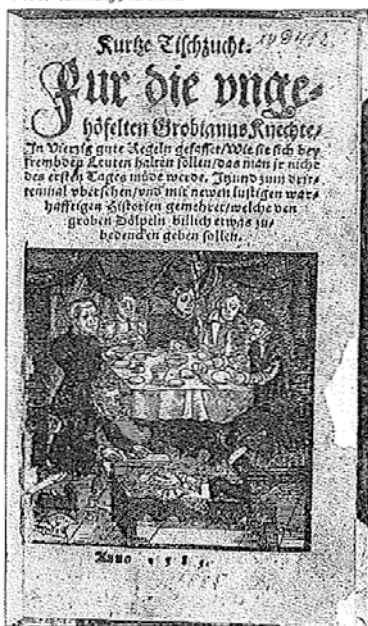 Kurtze Tischzucht.
Fur die vnge-
höfelten Grobianus Knechte/
In Viertzig gute Regeln gefasset/Wie sie sich bey
frembden Leuten halten sollen/das man jr nicht
des ersten Tages müde werde. Itzund zum drit-
tenmal vbersehen/vnd mit newen lustigen war-
hafftigen Historien gemehret/welche den
groben Dölpeln billich etwas zu-
bedencken geben sollen.
Anno